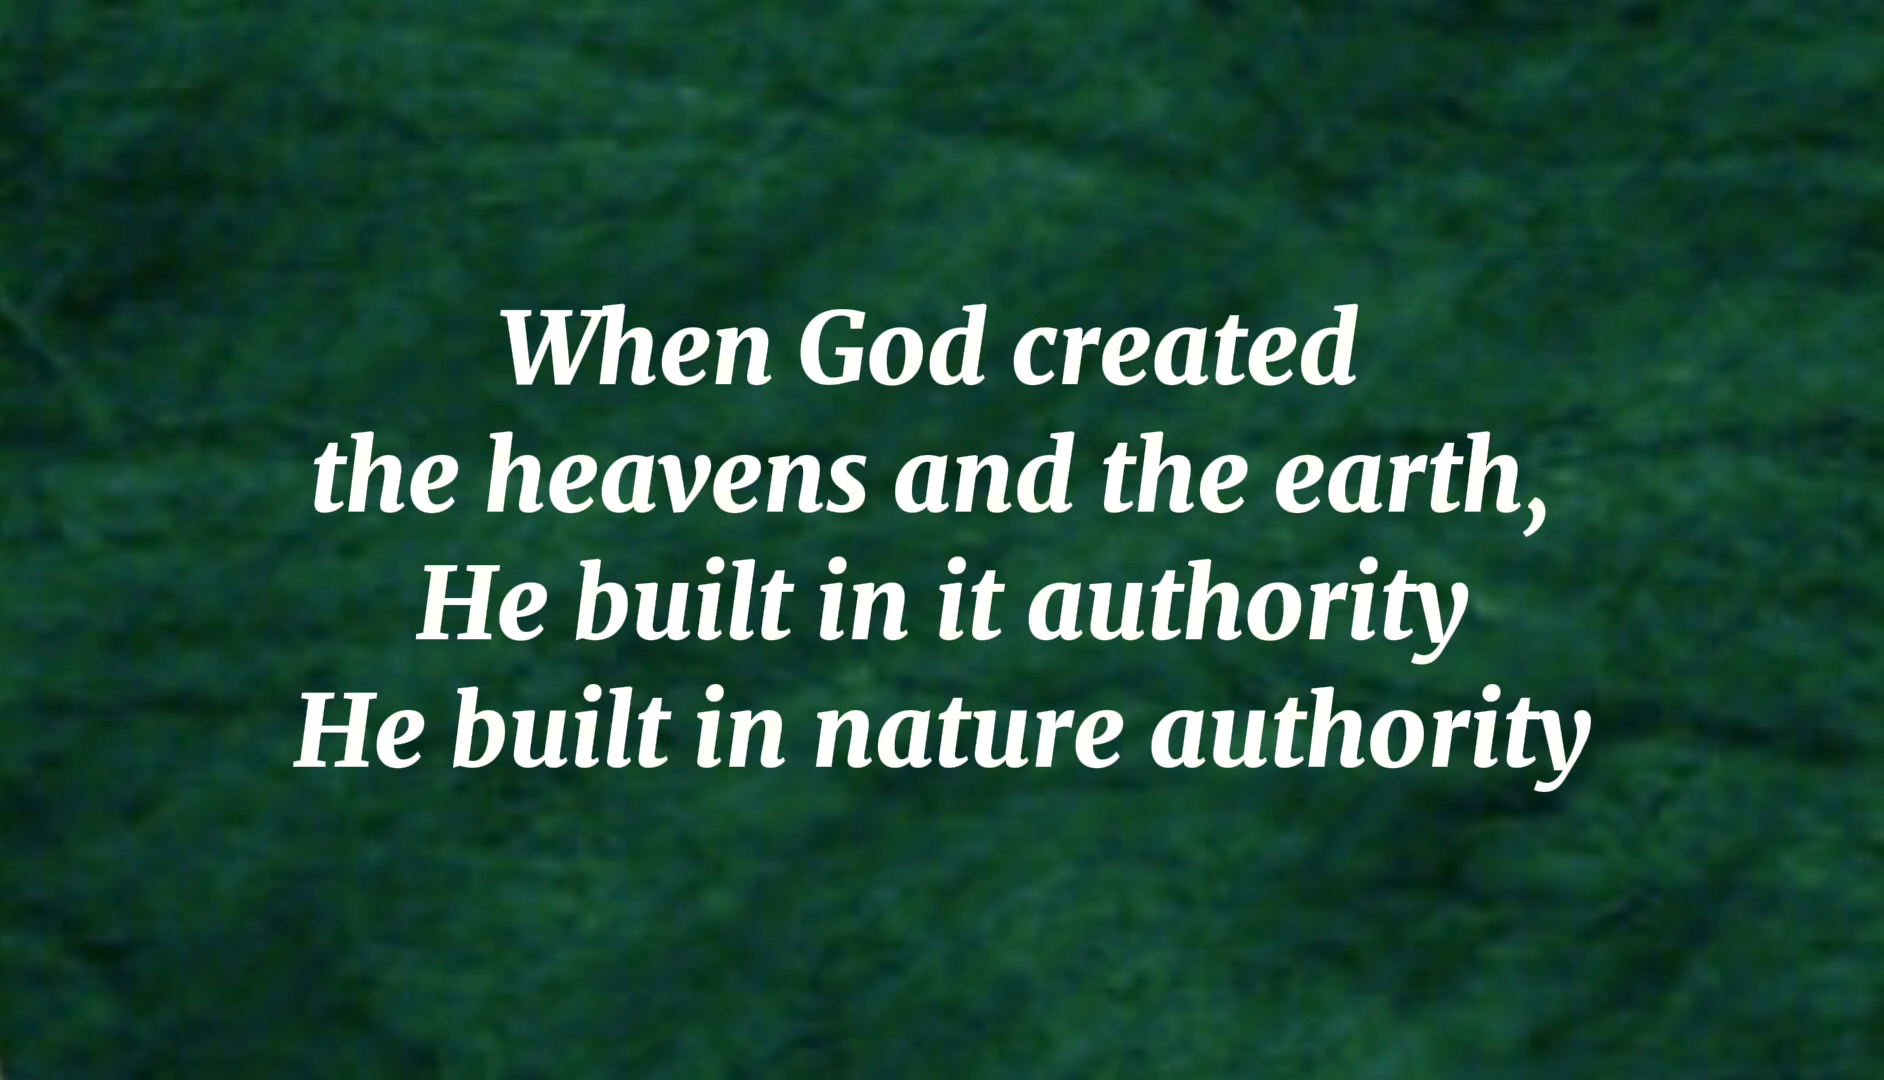 When God created
the heavens and the earth,
He built in it authority
He built in nature authority